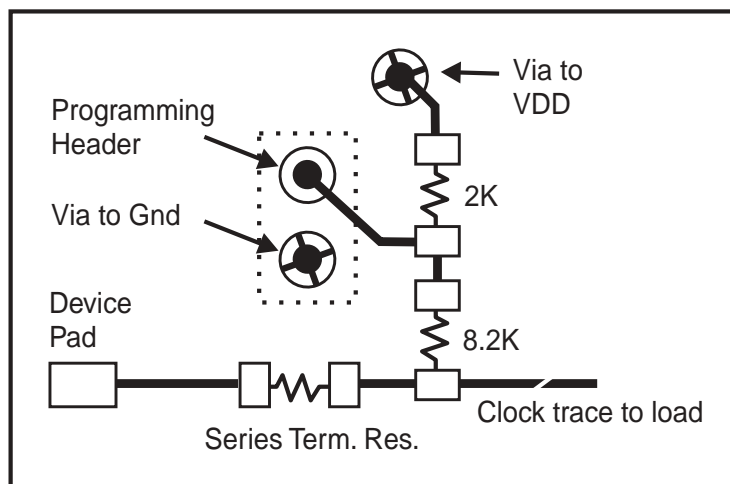 Via to
VDD
Programming
Header
2K
Via to Gnd
Device
Pad
8.2K
Clock trace to load
Series Term. Res.